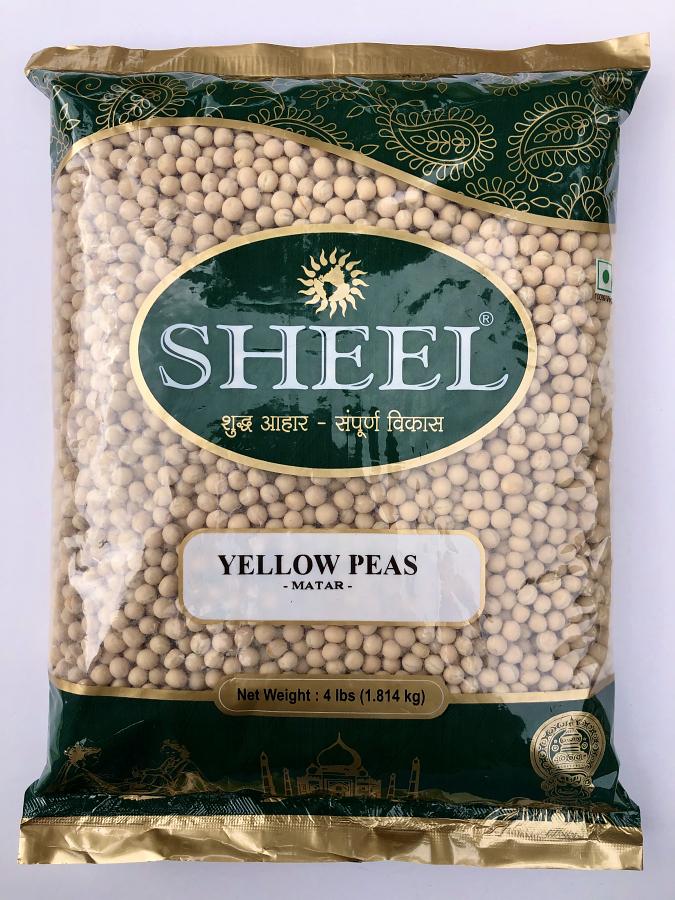 SHEEL®
शुद्ध आहार - संपूर्ण विकास
YELLOW PEAS
- MATAR -
Net Weight : 4 lbs (1.814 kg)